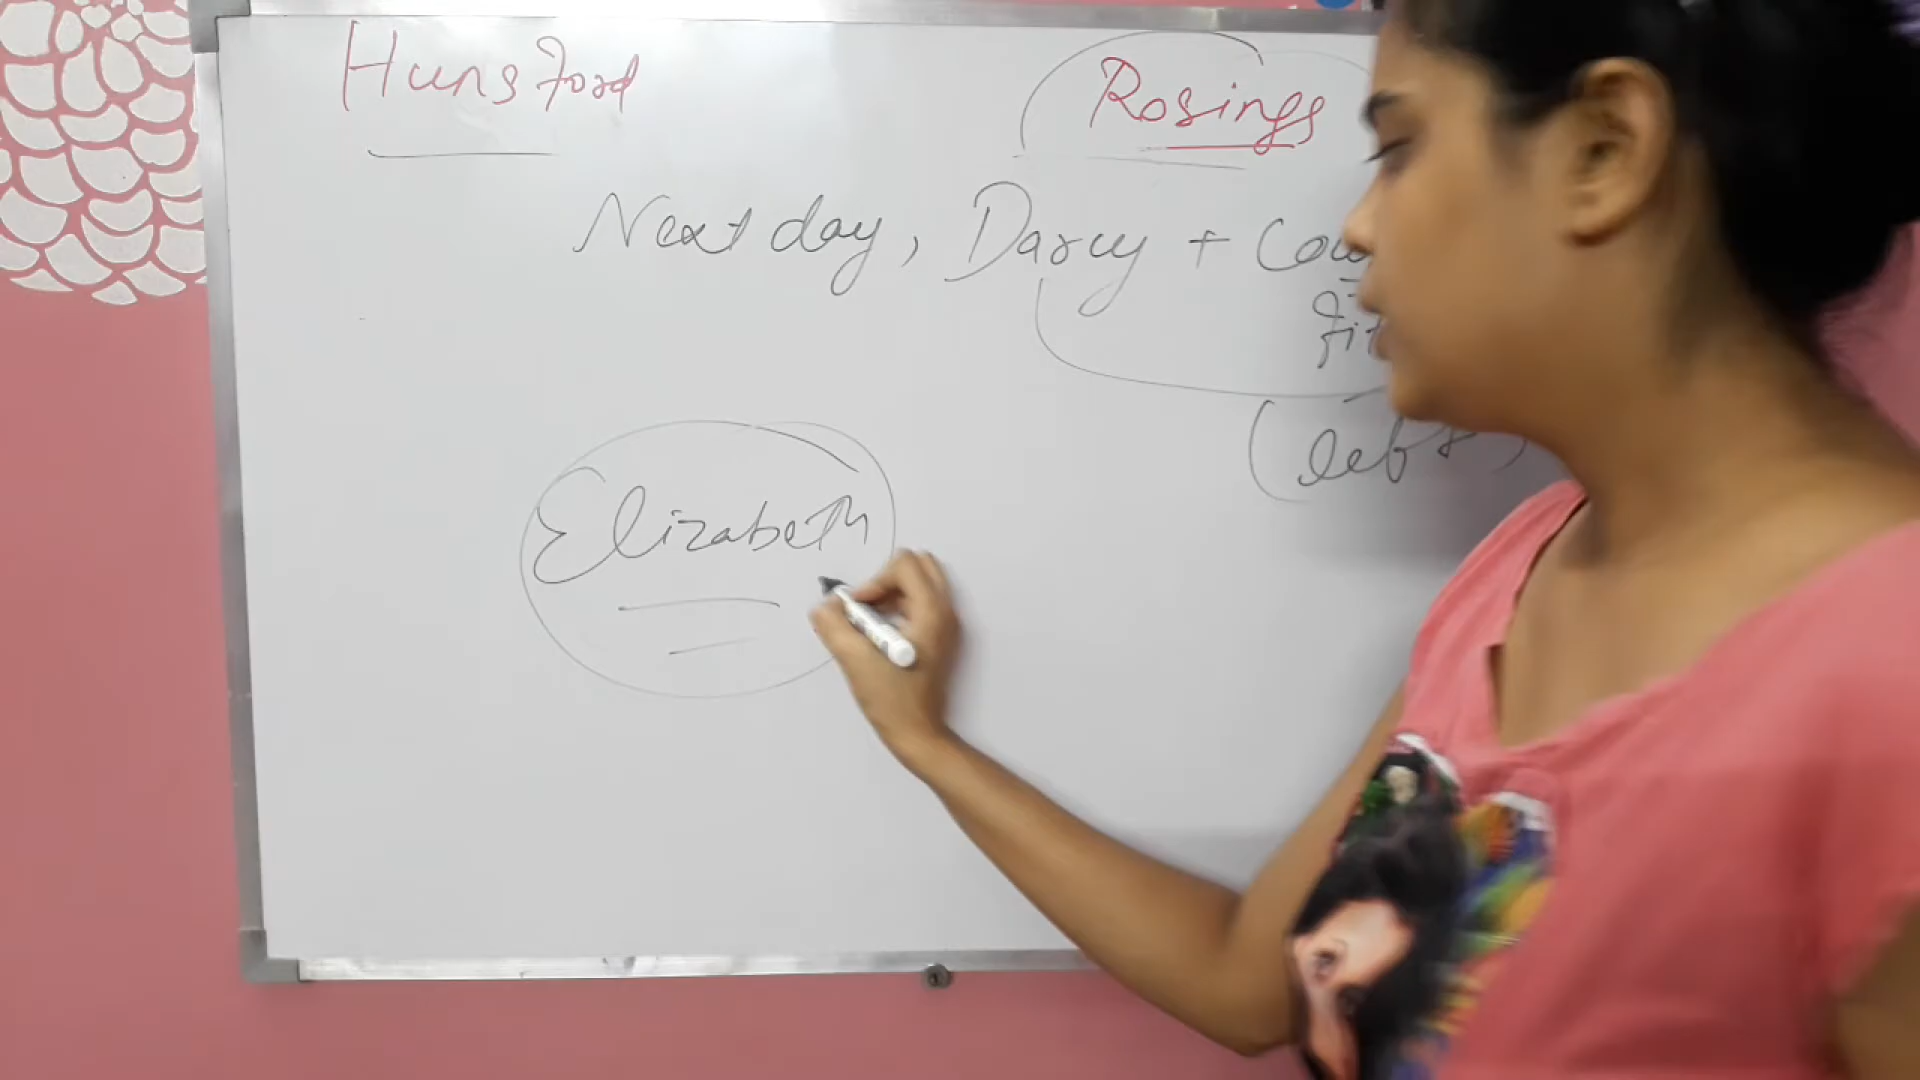 Hunsford
Rosings
Next day, Darcy + Cou
Fit
(left)
Elizabeth